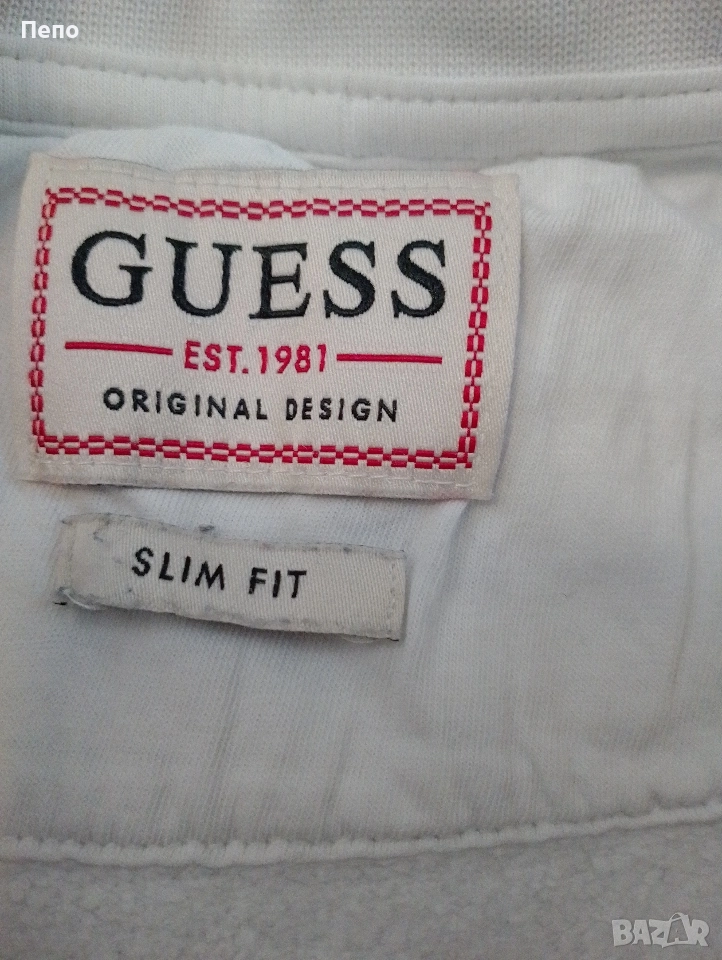 Пепо
GUESS
EST. 1981
ORIGINAL DESIGN
SLIM FIT
BAZAR